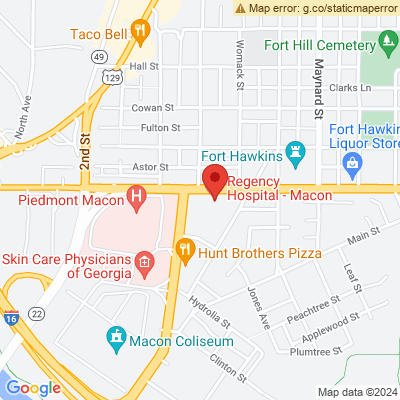 Map error: g.co/staticmaperror
Taco Bell
Fort Hill Cemetery
Hall St
Womack St
Maynard St
49
129
Clarks Ln
North Ave
Cowan St
Fulton St
2nd St
Fort Hawkins
Liquor Store
Astor St
Fort Hawkins
Regency
Hospital - Macon
Piedmont Macon
H
Main St
Skin Care Physicians
of Georgia
Hunt Brothers Pizza
Leaf St
Jones Ave
Peachtree St
Hydrolia St
Applewood St
16
22
Macon Coliseum
Plumtree St
Clinton St
Google
Map data ©2024